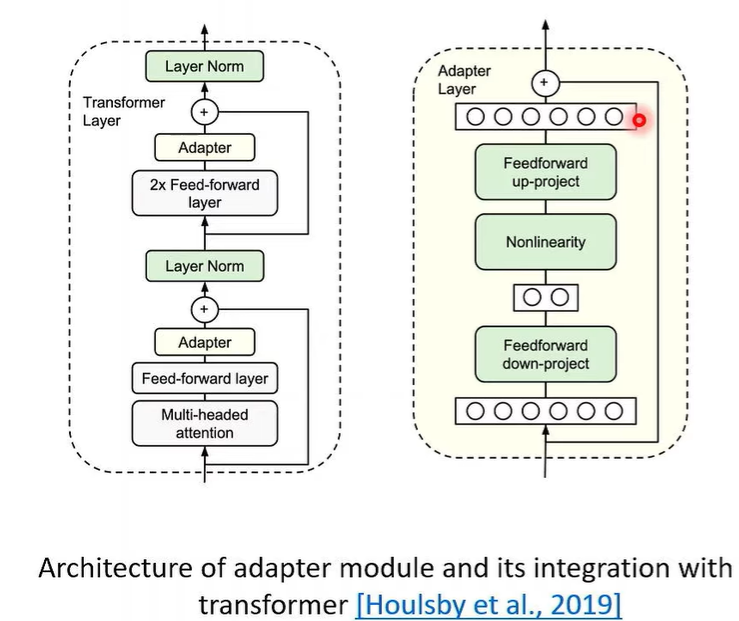 Layer Norm
Transformer
Layer
+
Adapter
2x Feed-forward
layer
Layer Norm
+
Adapter
Feed-forward layer
Multi-headed
attention
Adapter
Layer
+
Feedforward
up-project
Nonlinearity
Feedforward
down-project
Architecture of adapter module and its integration with
transformer [Houlsby et al., 2019]